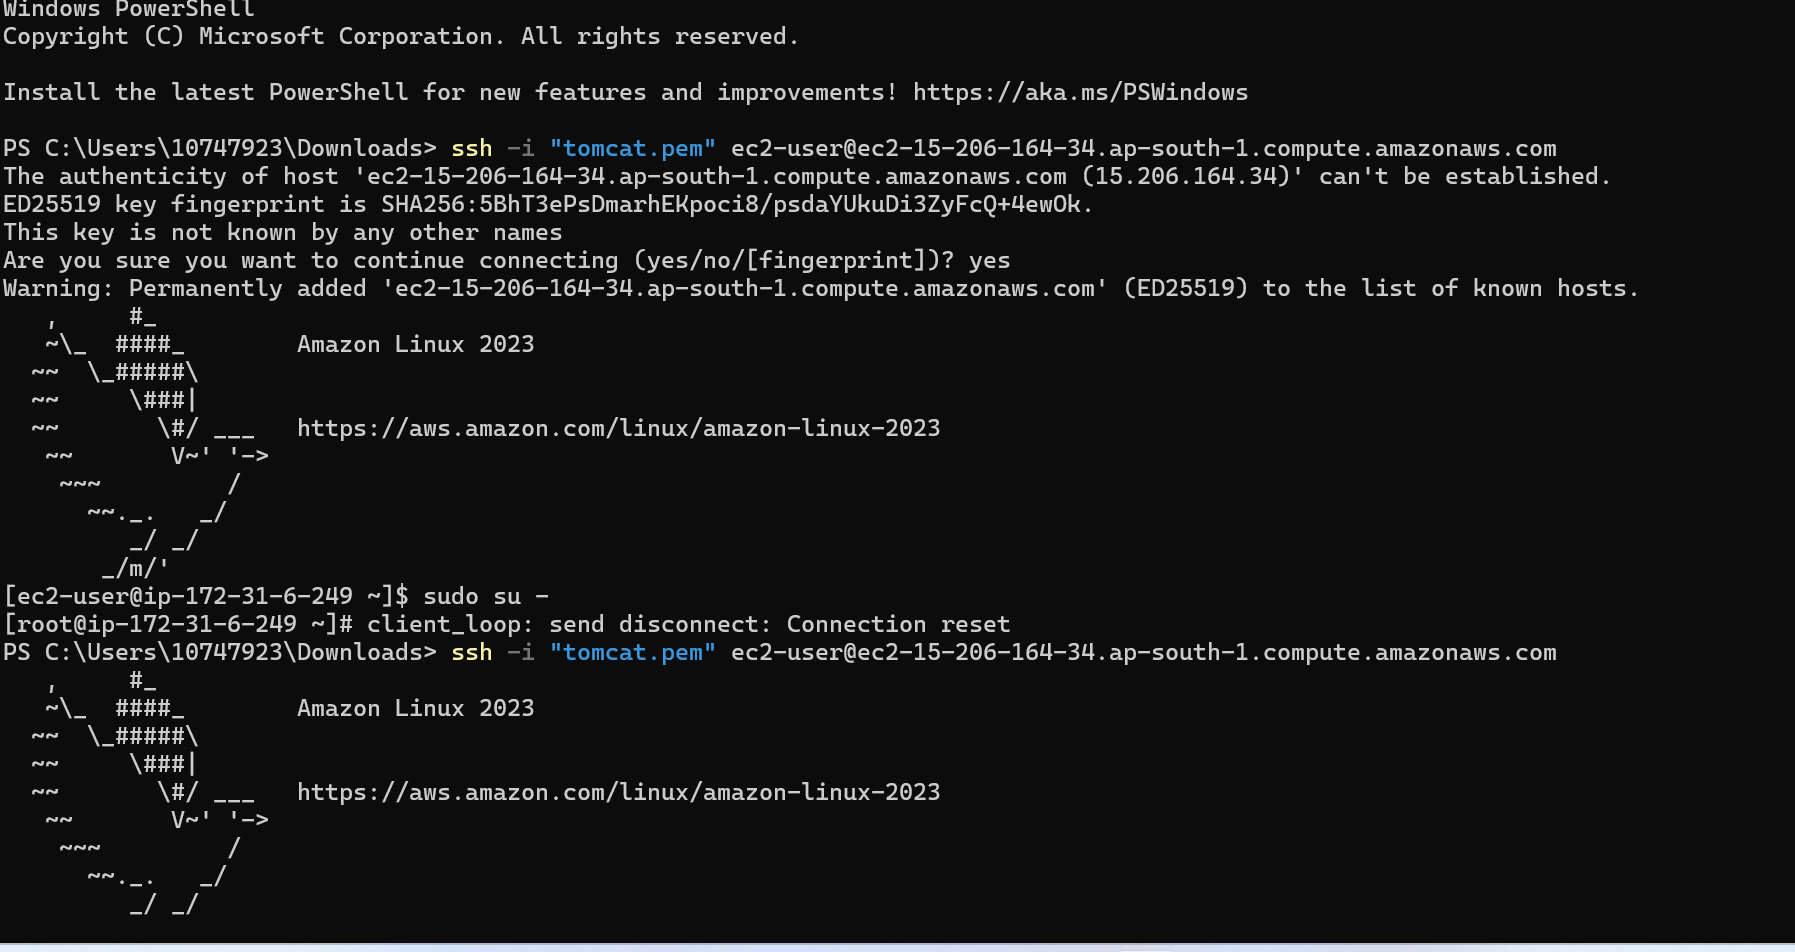 Windows PowerShell
Copyright (C) Microsoft Corporation. All rights reserved.

Install the latest PowerShell for new features and improvements! https://aka.ms/PSWindows

PS C:\Users\10747923\Downloads> ssh -i "tomcat.pem" ec2-user@ec2-15-206-164-34.ap-south-1.compute.amazonaws.com
The authenticity of host 'ec2-15-206-164-34.ap-south-1.compute.amazonaws.com (15.206.164.34)' can't be established.
ED25519 key fingerprint is SHA256:5BhT3ePsDmarhEKpoci8/psdaYUkuDi3ZyFcQ+4ewOk.
This key is not known by any other names
Are you sure you want to continue connecting (yes/no/[fingerprint])? yes
Warning: Permanently added 'ec2-15-206-164-34.ap-south-1.compute.amazonaws.com' (ED25519) to the list of known hosts.
   ,     #_
   ~\_  ####_        Amazon Linux 2023
  ~~  \_#####\
  ~~     \###|
  ~~       \#/ ___   https://aws.amazon.com/linux/amazon-linux-2023
   ~~       V~' '->
    ~~~         /
      ~~._.   _/
         _/ _/
       _/m/'
[ec2-user@ip-172-31-6-249 ~]$ sudo su -
[root@ip-172-31-6-249 ~]# client_loop: send disconnect: Connection reset
PS C:\Users\10747923\Downloads> ssh -i "tomcat.pem" ec2-user@ec2-15-206-164-34.ap-south-1.compute.amazonaws.com
   ,     #_
   ~\_  ####_        Amazon Linux 2023
  ~~  \_#####\
  ~~     \###|
  ~~       \#/ ___   https://aws.amazon.com/linux/amazon-linux-2023
   ~~       V~' '->
    ~~~         /
      ~~._.   _/
         _/ _/